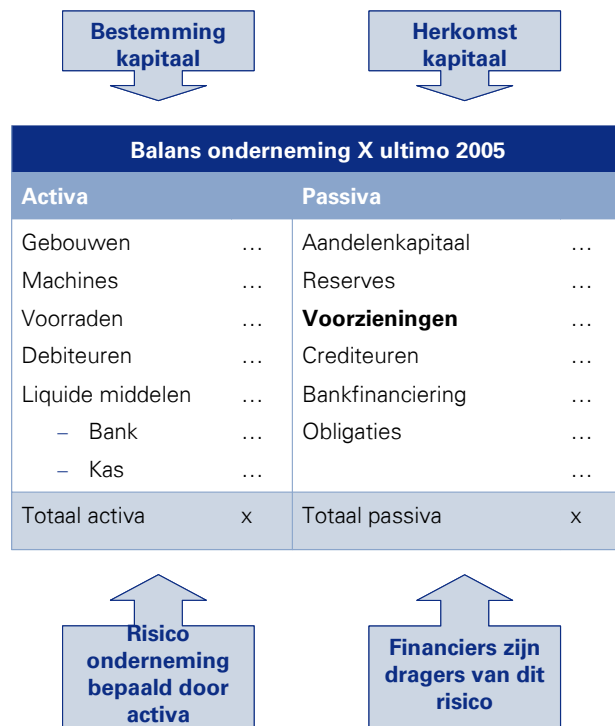 Bestemming
kapitaal
Herkomst
kapitaal
Balans onderneming X ultimo 2005
Activa Passiva
Gebouwen … Aandelenkapitaal …
Machines … Reserves …
Voorraden … Voorzieningen …
Debiteuren … Crediteuren …
Liquide middelen … Bankfinanciering …
– Bank … Obligaties …
– Kas … …
Totaal activa x Totaal passiva x
Risico
onderneming
bepaald door
activa
Financiers zijn
dragers van dit
risico